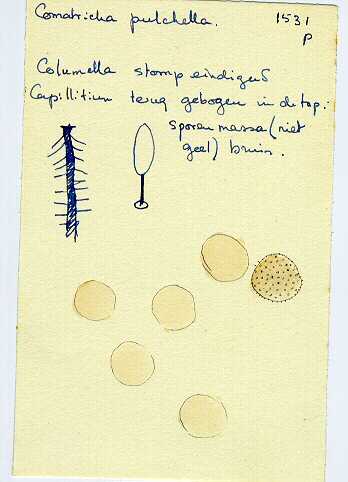 Comatricha pulchella.
1531
P
Columella stomp eindigend
Capillitium terug gebogen in de top.
sporenmassa (niet
geel) bruin.